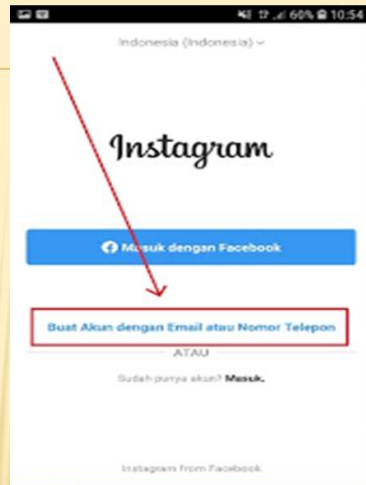 60% 10:54
Indonesia (Indonesia)
Instagram
Masuk dengan Facebook
Buat Akun dengan Email atau Nomor Telepon
ATAU
Sudah punya akun? Masuk.
Instagram from Facebook